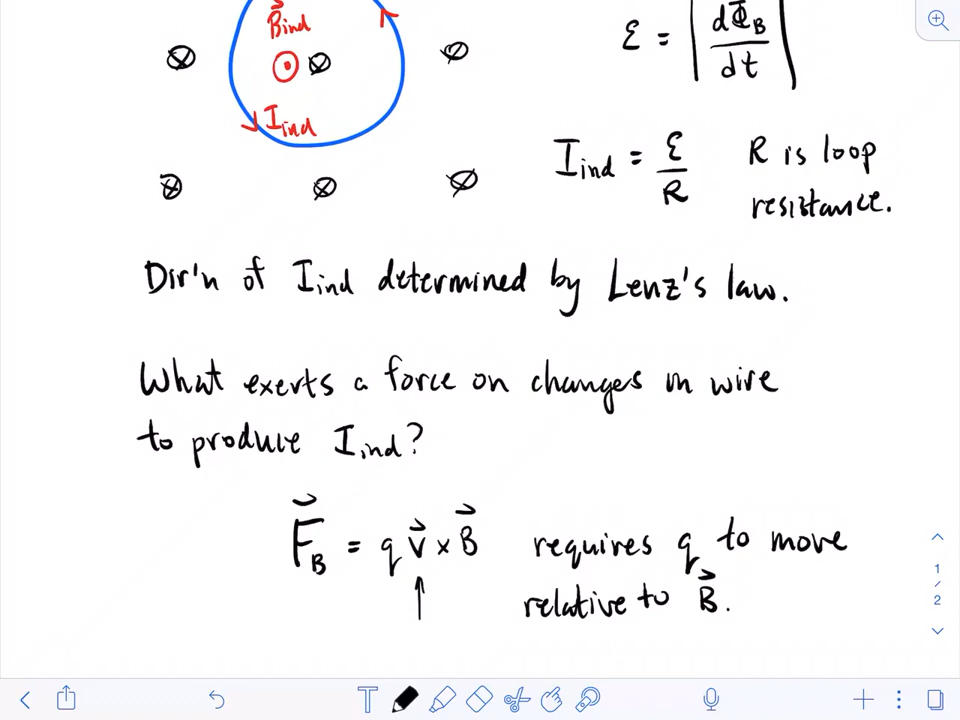 B⃗ind
Iind
ε = |dΦB/dt|
Iind = ε/R R is loop
resistance.
Dir'n of Iind determined by Lenz's law.
What exerts a force on changes in wire
to produce Iind?
F⃗B = q v⃗ × B⃗ requires q to move
relative to B⃗.
1
/
2
T